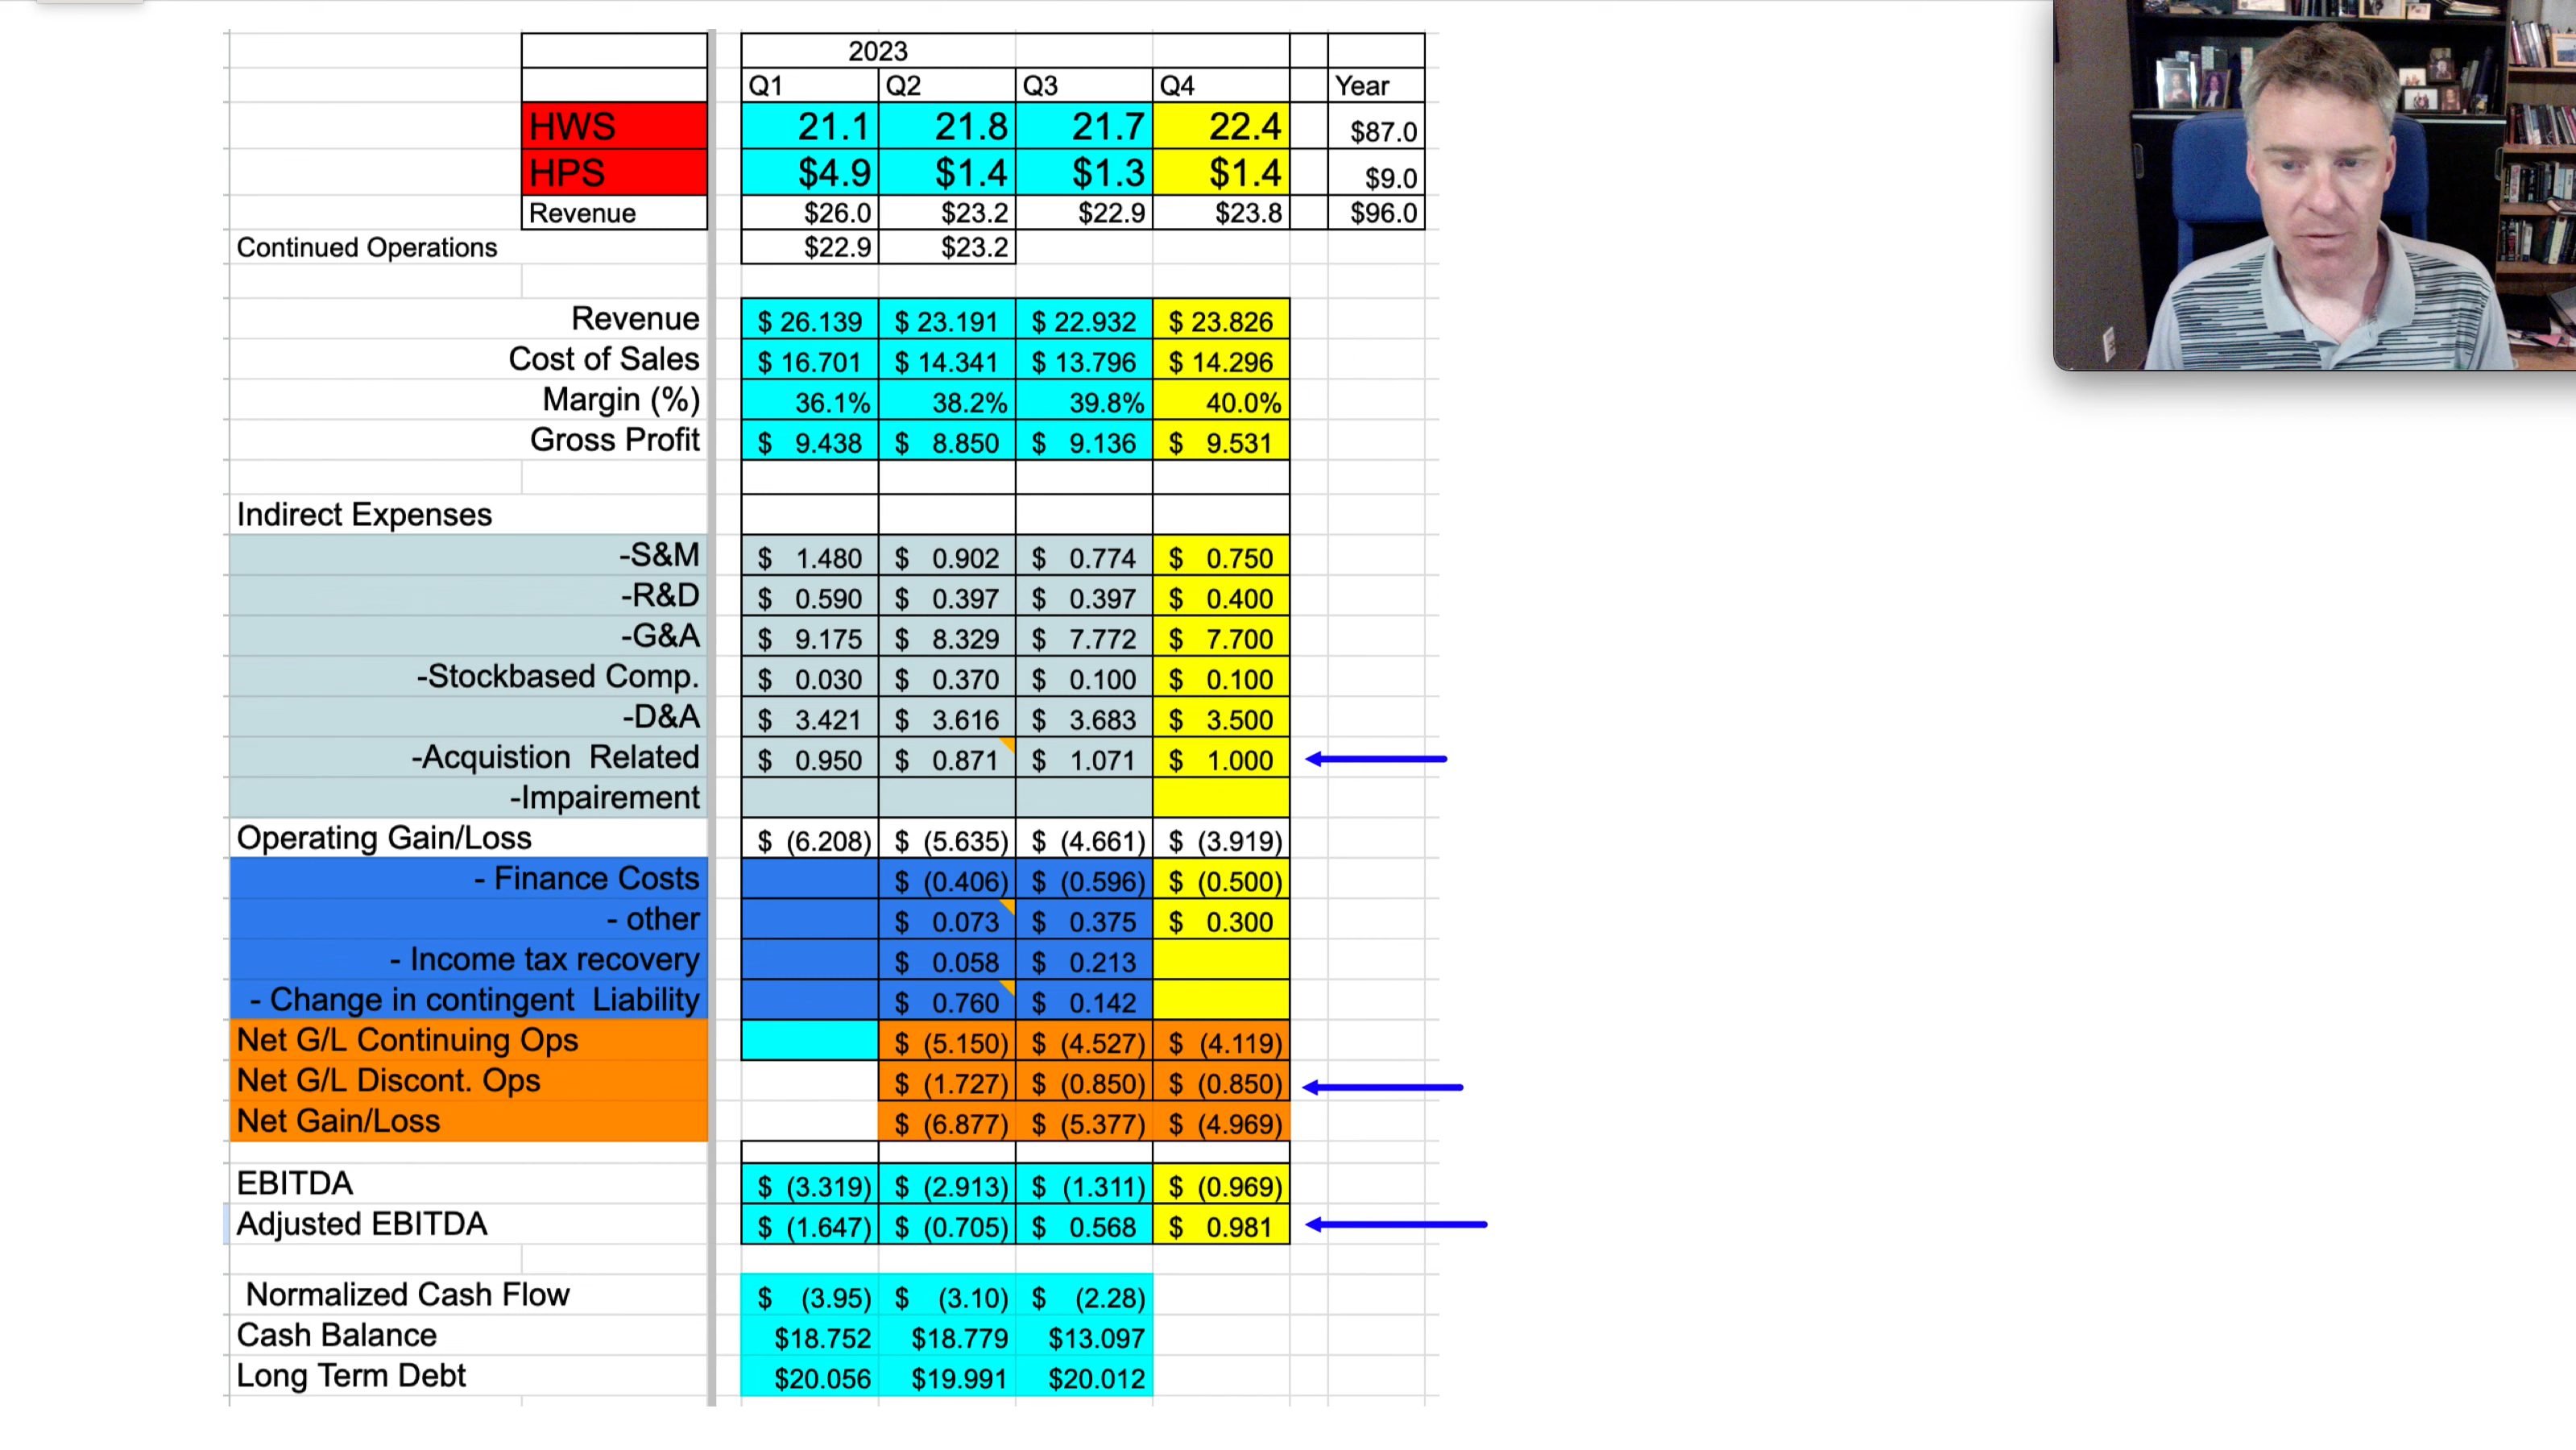 2023
Q1 Q2 Q3 Q4 Year
HWS 21.1 21.8 21.7 22.4 $87.0
HPS $4.9 $1.4 $1.3 $1.4 $9.0
Revenue $26.0 $23.2 $22.9 $23.8 $96.0
Continued Operations $22.9 $23.2
Revenue $ 26.139 $ 23.191 $ 22.932 $ 23.826
Cost of Sales $ 16.701 $ 14.341 $ 13.796 $ 14.296
Margin (%) 36.1% 38.2% 39.8% 40.0%
Gross Profit $ 9.438 $ 8.850 $ 9.136 $ 9.531
Indirect Expenses
-S&M $ 1.480 $ 0.902 $ 0.774 $ 0.750
-R&D $ 0.590 $ 0.397 $ 0.397 $ 0.400
-G&A $ 9.175 $ 8.329 $ 7.772 $ 7.700
-Stockbased Comp. $ 0.030 $ 0.370 $ 0.100 $ 0.100
-D&A $ 3.421 $ 3.616 $ 3.683 $ 3.500
-Acquistion Related $ 0.950 $ 0.871 $ 1.071 $ 1.000
-Impairement
Operating Gain/Loss $ (6.208) $ (5.635) $ (4.661) $ (3.919)
- Finance Costs $ (0.406) $ (0.596) $ (0.500)
- other $ 0.073 $ 0.375 $ 0.300
- Income tax recovery $ 0.058 $ 0.213
- Change in contingent Liability $ 0.760 $ 0.142
Net G/L Continuing Ops $ (5.150) $ (4.527) $ (4.119)
Net G/L Discont. Ops $ (1.727) $ (0.850) $ (0.850)
Net Gain/Loss $ (6.877) $ (5.377) $ (4.969)
EBITDA $ (3.319) $ (2.913) $ (1.311) $ (0.969)
Adjusted EBITDA $ (1.647) $ (0.705) $ 0.568 $ 0.981
Normalized Cash Flow $ (3.95) $ (3.10) $ (2.28)
Cash Balance $18.752 $18.779 $13.097
Long Term Debt $20.056 $19.991 $20.012